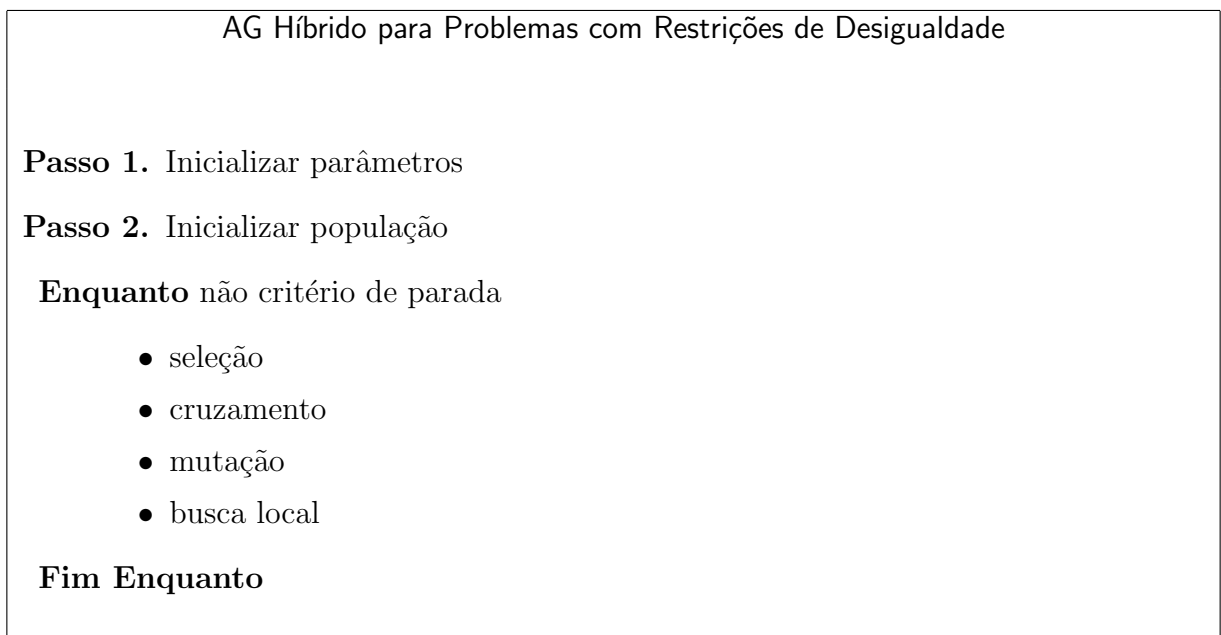 AG Híbrido para Problemas com Restrições de Desigualdade
Passo 1. Inicializar parâmetros
Passo 2. Inicializar população
Enquanto não critério de parada
• seleção
• cruzamento
• mutação
• busca local
Fim Enquanto